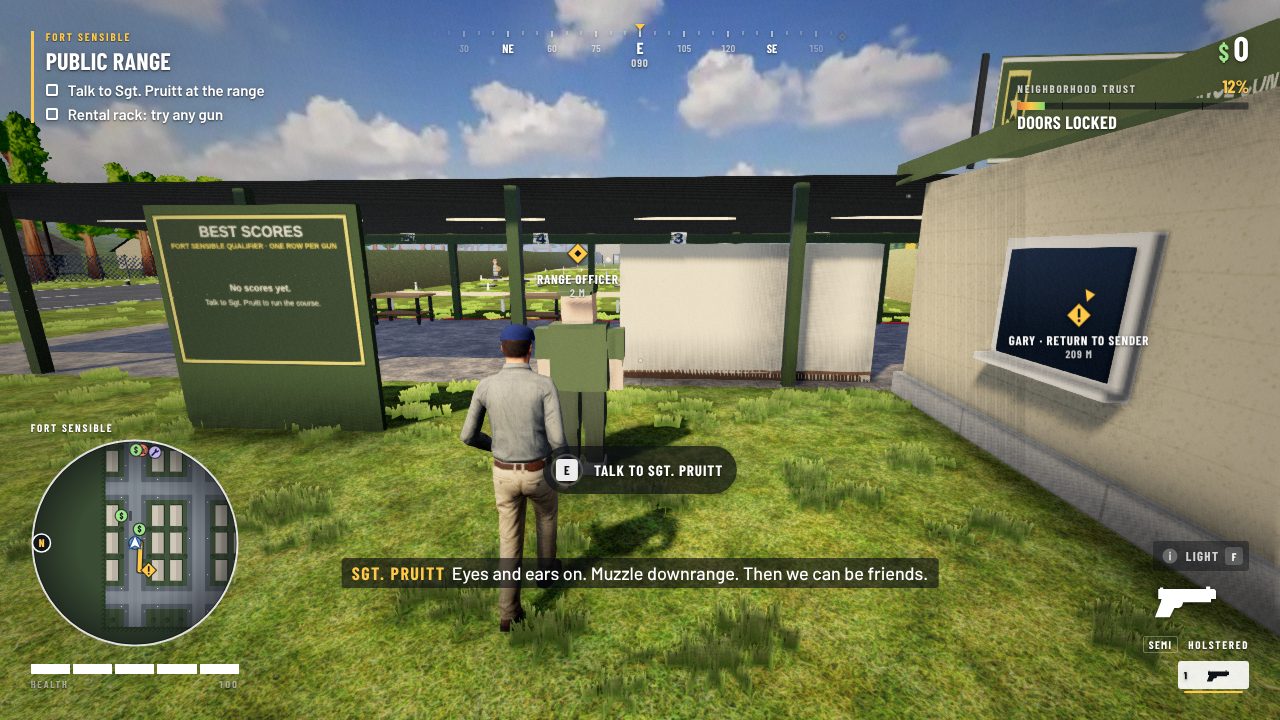 FORT SENSIBLE
PUBLIC RANGE
Talk to Sgt. Pruitt at the range
Rental rack: try any gun
30 NE 60 75 E 105 120 SE 150
090
$0
NEIGHBORHOOD TRUST 12%
DOORS LOCKED
BEST SCORES
FORT SENSIBLE QUALIFIER - ONE ROW PER GUN
No scores yet.
Talk to Sgt. Pruitt to run the course.
4
3
RANGE OFFICER
2 M
GARY · RETURN TO SENDER
209 M
E TALK TO SGT. PRUITT
SGT. PRUITT Eyes and ears on. Muzzle downrange. Then we can be friends.
FORT SENSIBLE
N
HEALTH 100
LIGHT F
SEMI HOLSTERED
1